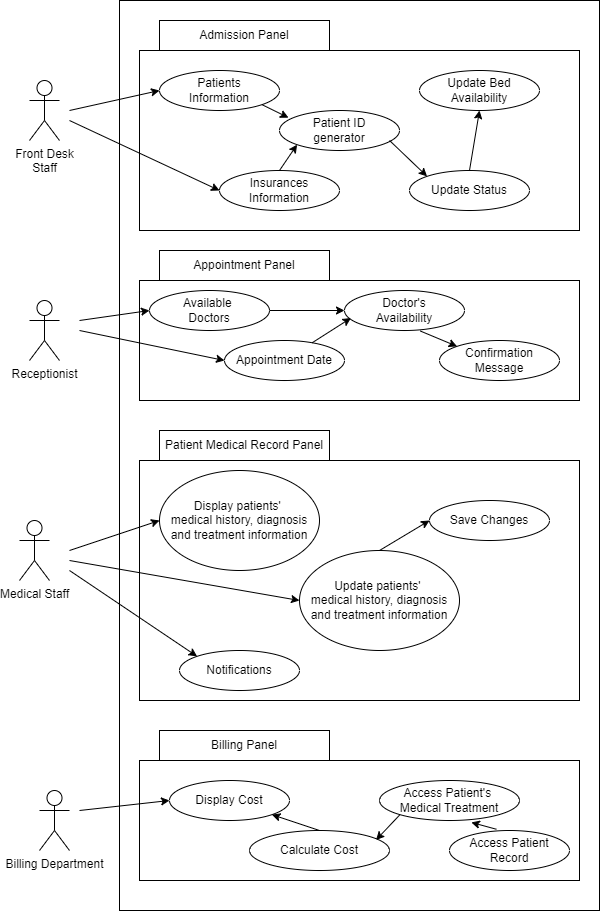 Admission Panel
Patients
Information
Update Bed
Availability
Patient ID
generator
Front Desk
Staff
Insurances
Information
Update Status
Appointment Panel
Available
Doctors
Doctor's
Availability
Appointment Date
Confirmation
Message
Receptionist
Patient Medical Record Panel
Display patients'
medical history, diagnosis
and treatment information
Save Changes
Medical Staff
Update patients'
medical history, diagnosis
and treatment information
Notifications
Billing Panel
Display Cost
Access Patient's
Medical Treatment
Calculate Cost
Access Patient
Record
Billing Department